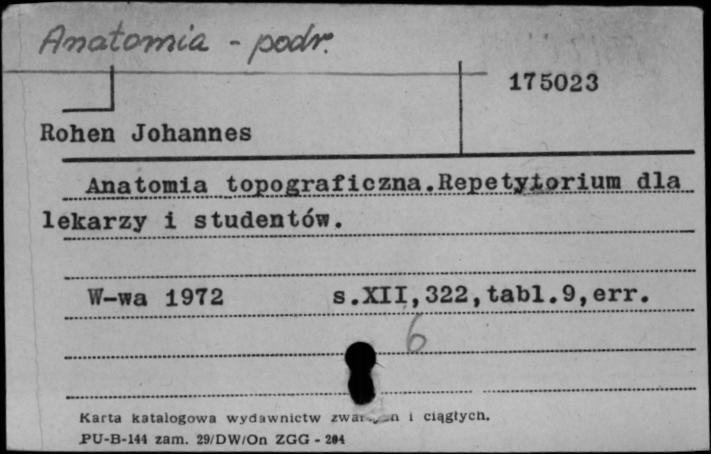 Anatomia - podr.
175023
Rohen Johannes
Anatomia topograficzna.Repetytorium dla
lekarzy i studentów.
W-wa 1972 s.XII,322,tabl.9,err.
6
Karta katalogowa wydawnictw i ciągłych.
PU-B-144 zam. 29/DW/On ZGG - 204